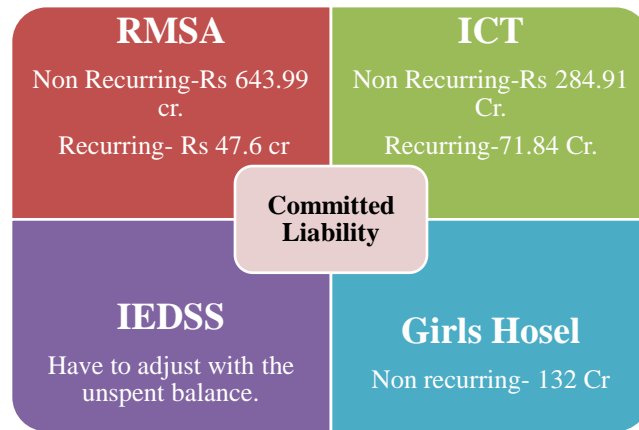 RMSA
Non Recurring-Rs 643.99
cr.
Recurring- Rs 47.6 cr
ICT
Non Recurring-Rs 284.91
Cr.
Recurring-71.84 Cr.
Committed
Liability
IEDSS
Have to adjust with the
unspent balance.
Girls Hosel
Non recurring- 132 Cr